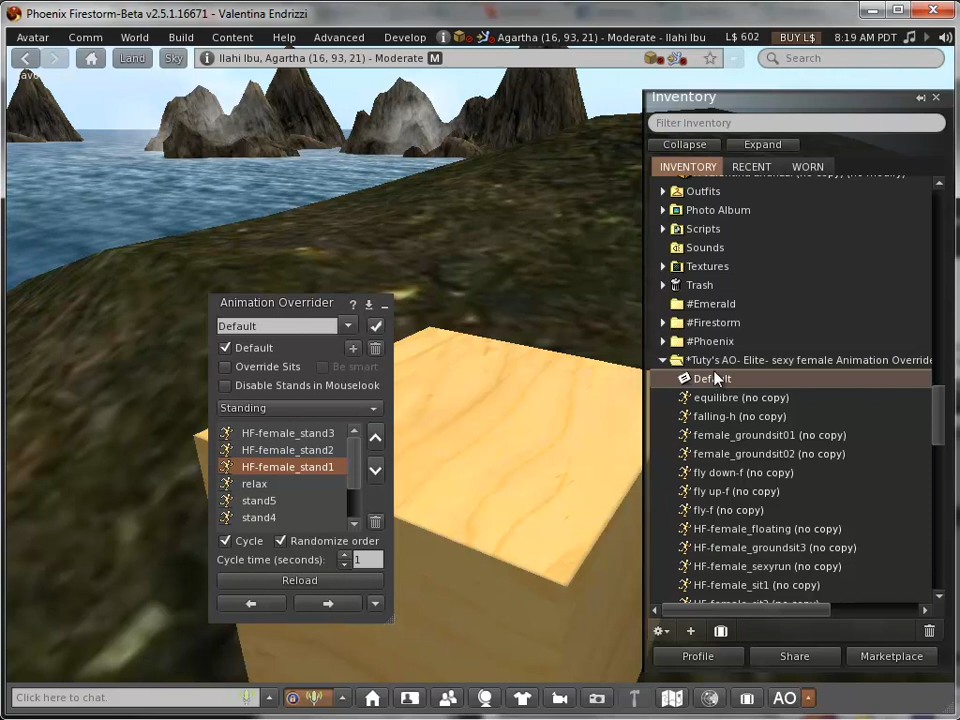 Phoenix Firestorm-Beta v2.5.1.16671 - Valentina Endrizzi
Avatar Comm World Build Content Help Advanced Develop Agartha (16, 93, 21) - Moderate - Ilahi Ibu L$ 602 BUY L$ 8:19 AM PDT
Land Sky Ilahi Ibu, Agartha (16, 93, 21) - Moderate M Search
Inventory
Filter Inventory
Collapse Expand
INVENTORY RECENT WORN
Outfits
Photo Album
Scripts
Sounds
Textures
Trash
#Emerald
#Firestorm
#Phoenix
*Tuty's AO- Elite- sexy female Animation Override
Default
equilibre (no copy)
falling-h (no copy)
female_groundsit01 (no copy)
female_groundsit02 (no copy)
fly down-f (no copy)
fly up-f (no copy)
fly-f (no copy)
HF-female_floating (no copy)
HF-female_groundsit3 (no copy)
HF-female_sexyrun (no copy)
HF-female_sit1 (no copy)
Profile Share Marketplace
Animation Overrider ?
Default
Default
Override Sits Be smart
Disable Stands in Mouselook
Standing
HF-female_stand3
HF-female_stand2
HF-female_stand1
relax
stand5
stand4
Cycle Randomize order
Cycle time (seconds): 1
Reload
Click here to chat. AO